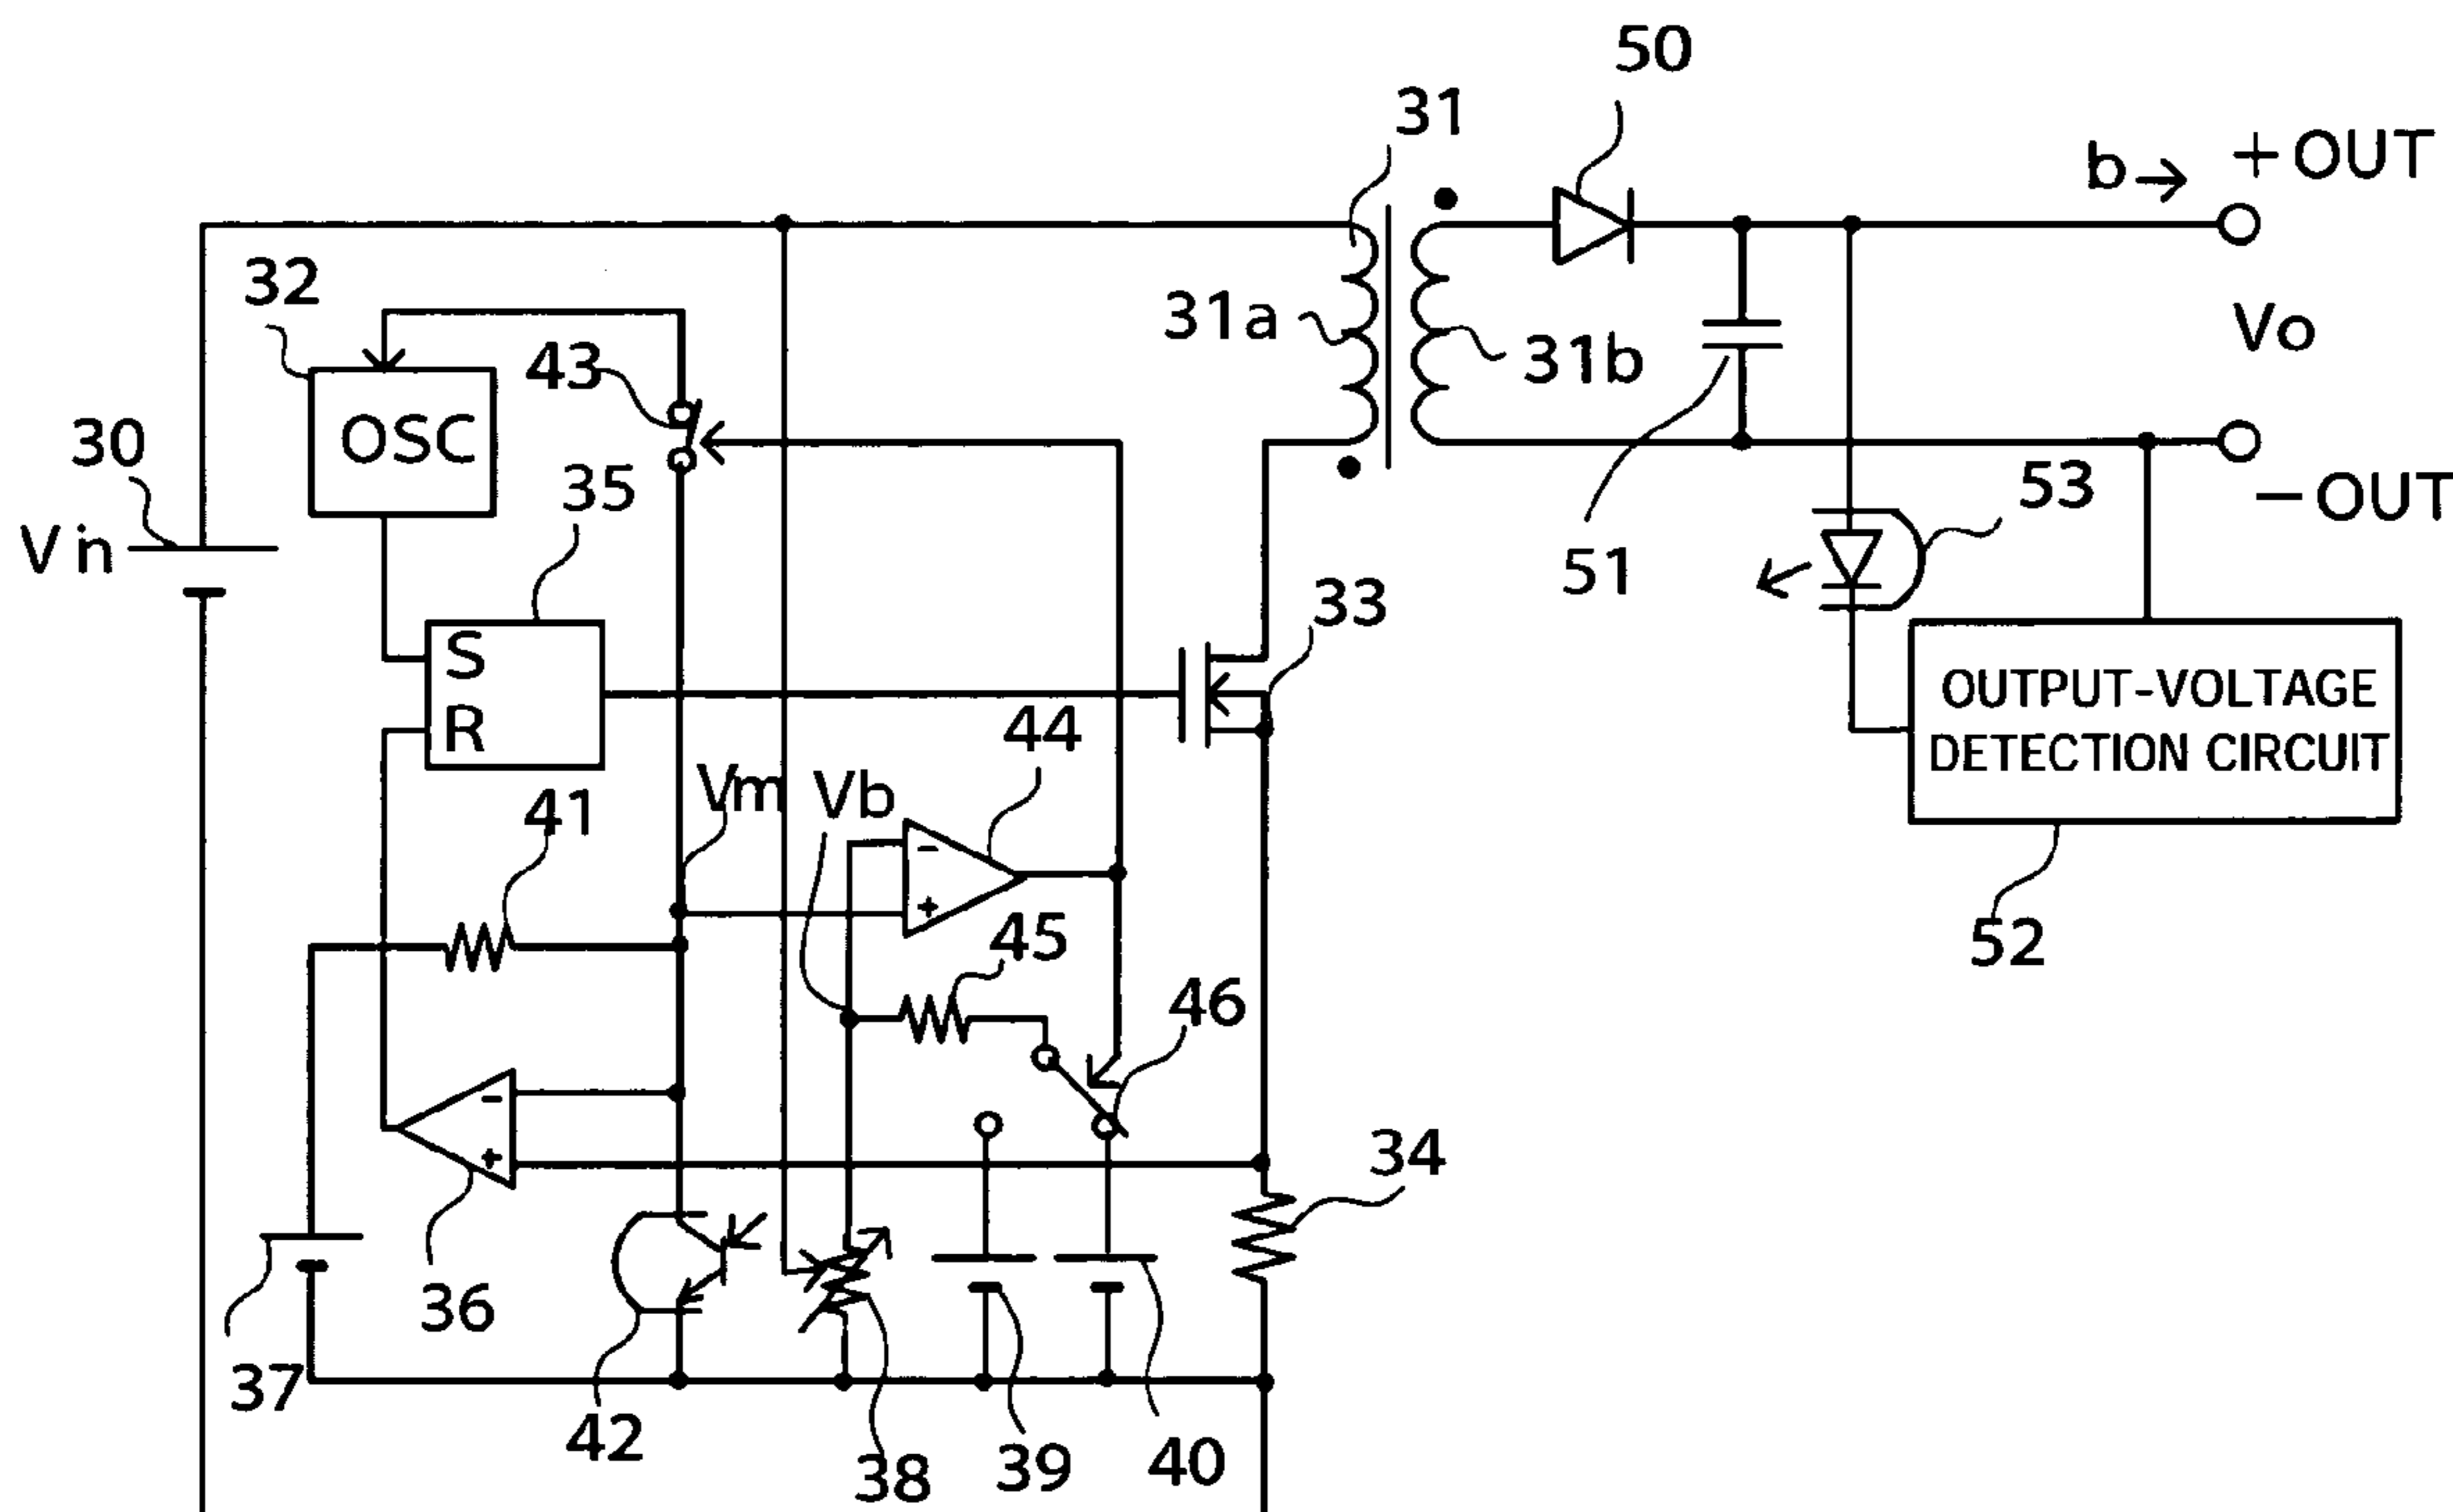 50
31
b
+OUT
32
43
31a
31b
Vo
30
OSC
35
53
Vin
-OUT
51
33
S
R
OUTPUT-VOLTAGE
DETECTION CIRCUIT
44
Vm
Vb
41
-
+
45
52
46
-
+
34
36
37
42
38
39
40